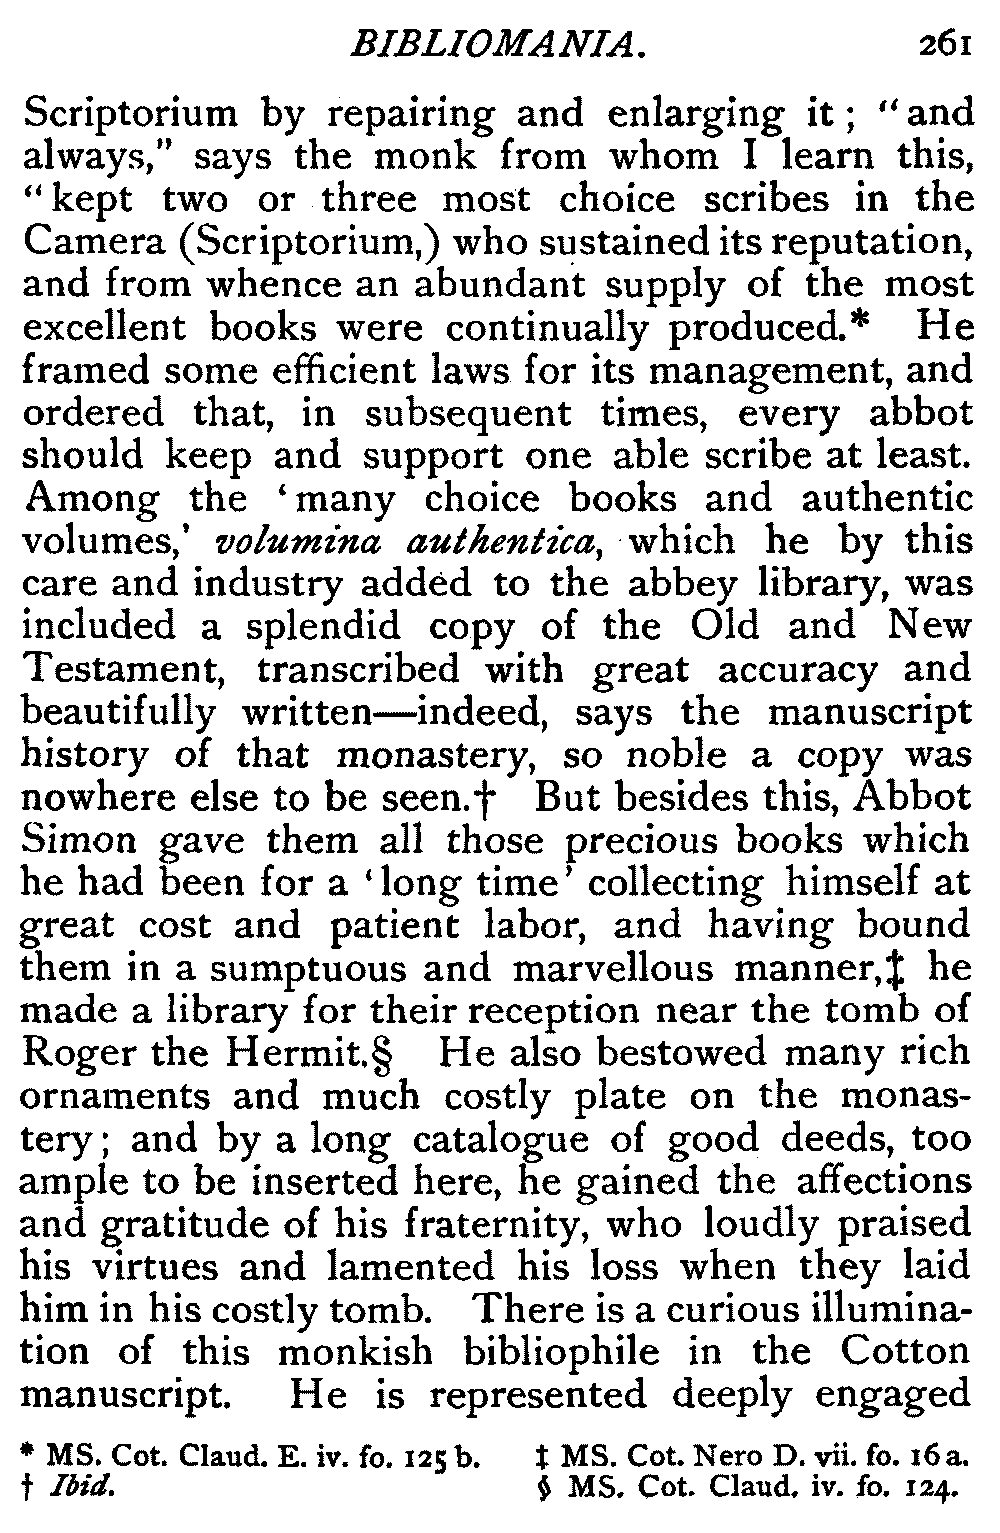 BIBLIOMANIA. 261
Scriptorium by repairing and enlarging it; "and
always," says the monk from whom I learn this,
"kept two or three most choice scribes in the
Camera (Scriptorium,) who sustained its reputation,
and from whence an abundant supply of the most
excellent books were continually produced.* He
framed some efficient laws for its management, and
ordered that, in subsequent times, every abbot
should keep and support one able scribe at least.
Among the 'many choice books and authentic
volumes,' volumina authentica, which he by this
care and industry added to the abbey library, was
included a splendid copy of the Old and New
Testament, transcribed with great accuracy and
beautifully written—indeed, says the manuscript
history of that monastery, so noble a copy was
nowhere else to be seen.† But besides this, Abbot
Simon gave them all those precious books which
he had been for a 'long time' collecting himself at
great cost and patient labor, and having bound
them in a sumptuous and marvellous manner,‡ he
made a library for their reception near the tomb of
Roger the Hermit.§ He also bestowed many rich
ornaments and much costly plate on the monas-
tery; and by a long catalogue of good deeds, too
ample to be inserted here, he gained the affections
and gratitude of his fraternity, who loudly praised
his virtues and lamented his loss when they laid
him in his costly tomb. There is a curious illumina-
tion of this monkish bibliophile in the Cotton
manuscript. He is represented deeply engaged
* MS. Cot. Claud. E. iv. fo. 125 b.
† Ibid.
‡ MS. Cot. Nero D. vii. fo. 16 a.
§ MS. Cot. Claud. iv. fo. 124.